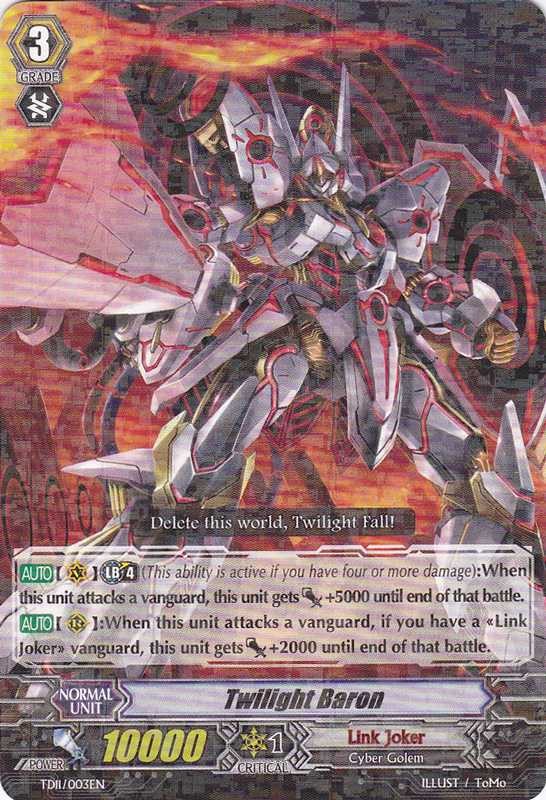 3
GRADE
Delete this world, Twilight Fall!
AUTO【 】LB 4 (This ability is active if you have four or more damage):When
this unit attacks a vanguard, this unit gets +5000 until end of that battle.
AUTO【 】:When this unit attacks a vanguard, if you have a «Link
Joker» vanguard, this unit gets +2000 until end of that battle.
NORMAL
UNIT
Twilight Baron
POWER
10000
1
CRITICAL
Link Joker
Cyber Golem
TD11/003EN
ILLUST / ToMo